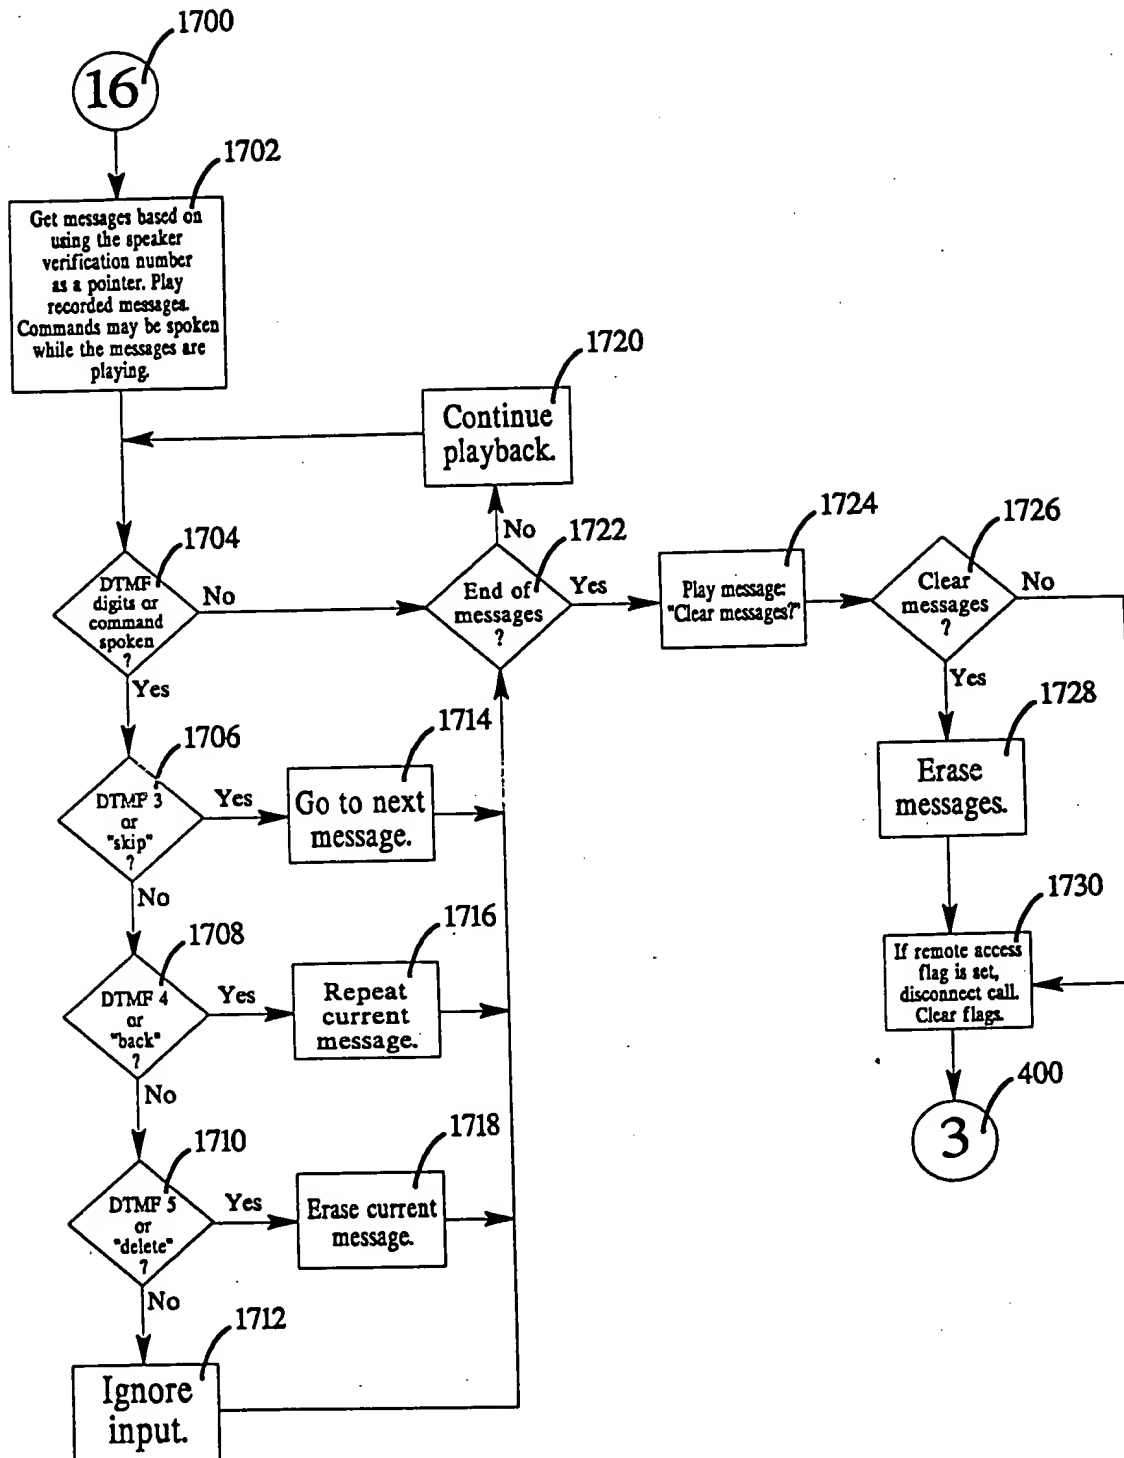 1700
16
1702
Get messages based on
using the speaker
verification number
as a pointer. Play
recorded messages.
Commands may be spoken
while the messages are
playing.
1720
Continue
playback.
No
1704
DTMF
digits or
command
spoken
?
No
Yes
1722
End of
messages
?
Yes
1724
Play message:
"Clear messages?"
1726
Clear
messages
?
No
Yes
1706
DTMF 3
or
"skip"
?
Yes
No
1714
Go to next
message.
1728
Erase
messages.
1708
DTMF 4
or
"back"
?
Yes
No
1716
Repeat
current
message.
1730
If remote access
flag is set,
disconnect call.
Clear flags.
400
3
1710
DTMF 5
or
"delete"
?
Yes
No
1718
Erase current
message.
1712
Ignore
input.